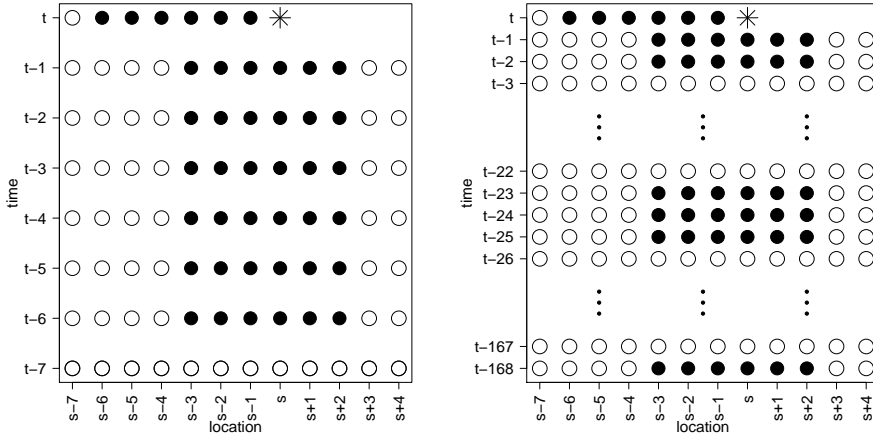 t
t−1
t−2
t−3
t−4
t−5
t−6
t−7
time
s−7 s−6 s−5 s−4 s−3 s−2 s−1 s s+1 s+2 s+3 s+4
location
t
t−1
t−2
t−3
t−22
t−23
t−24
t−25
t−26
t−167
t−168
time
s−7 s−6 s−5 s−4 s−3 s−2 s−1 s s+1 s+2 s+3 s+4
location